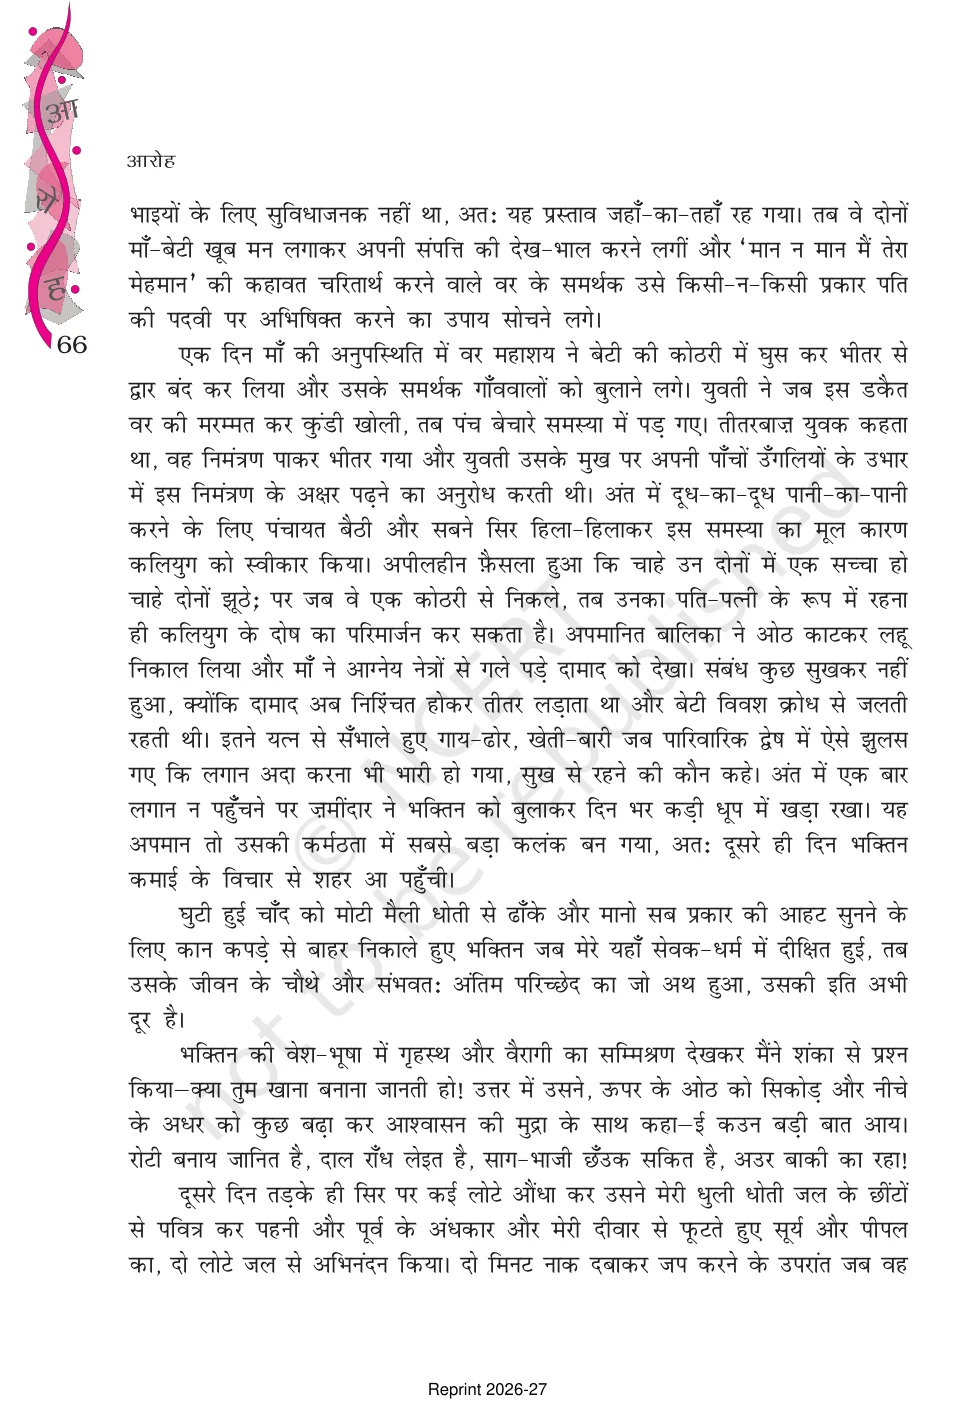 आ
रो
ह
66
आरोह
भाइयों के लिए सुविधाजनक नहीं था, अतः यह प्रस्ताव जहाँ-का-तहाँ रह गया। तब वे दोनों
माँ-बेटी खूब मन लगाकर अपनी संपत्ति की देख-भाल करने लगीं और ‘मान न मान मैं तेरा
मेहमान’ की कहावत चरितार्थ करने वाले वर के समर्थक उसे किसी-न-किसी प्रकार पति
की पदवी पर अभिषिक्त करने का उपाय सोचने लगे।
एक दिन माँ की अनुपस्थिति में वर महाशय ने बेटी की कोठरी में घुस कर भीतर से
द्वार बंद कर लिया और उसके समर्थक गाँववालों को बुलाने लगे। युवती ने जब इस डकैत
वर की मरम्मत कर कुंडी खोली, तब पंच बेचारे समस्या में पड़ गए। तीतरबाज़ युवक कहता
था, वह निमंत्रण पाकर भीतर गया और युवती उसके मुख पर अपनी पाँचों उँगलियों के उभार
में इस निमंत्रण के अक्षर पढ़ने का अनुरोध करती थी। अंत में दूध-का-दूध पानी-का-पानी
करने के लिए पंचायत बैठी और सबने सिर हिला-हिलाकर इस समस्या का मूल कारण
कलियुग को स्वीकार किया। अपीलहीन फ़ैसला हुआ कि चाहे उन दोनों में एक सच्चा हो
चाहे दोनों झूठे; पर जब वे एक कोठरी से निकले, तब उनका पति-पत्नी के रूप में रहना
ही कलियुग के दोष का परिमार्जन कर सकता है। अपमानित बालिका ने ओठ काटकर लहू
निकाल लिया और माँ ने आग्नेय नेत्रों से गले पड़े दामाद को देखा। संबंध कुछ सुखकर नहीं
हुआ, क्योंकि दामाद अब निश्चिंत होकर तीतर लड़ाता था और बेटी विवश क्रोध से जलती
रहती थी। इतने यत्न से सँभाले हुए गाय-ढोर, खेती-बारी जब पारिवारिक द्वेष में ऐसे झुलस
गए कि लगान अदा करना भी भारी हो गया, सुख से रहने की कौन कहे। अंत में एक बार
लगान न पहुँचने पर ज़मींदार ने भक्तिन को बुलाकर दिन भर कड़ी धूप में खड़ा रखा। यह
अपमान तो उसकी कर्मठता में सबसे बड़ा कलंक बन गया, अतः दूसरे ही दिन भक्तिन
कमाई के विचार से शहर आ पहुँची।
घुटी हुई चाँद को मोटी मैली धोती से ढाँके और मानो सब प्रकार की आहट सुनने के
लिए कान कपड़े से बाहर निकाले हुए भक्तिन जब मेरे यहाँ सेवक-धर्म में दीक्षित हुई, तब
उसके जीवन के चौथे और संभवतः अंतिम परिच्छेद का जो अथ हुआ, उसकी इति अभी
दूर है।
भक्तिन की वेश-भूषा में गृहस्थ और वैरागी का सम्मिश्रण देखकर मैंने शंका से प्रश्न
किया—क्या तुम खाना बनाना जानती हो! उत्तर में उसने, ऊपर के ओठ को सिकोड़ और नीचे
के अधर को कुछ बढ़ा कर आश्वासन की मुद्रा के साथ कहा—ई कउन बड़ी बात आय।
रोटी बनाय जानित है, दाल राँध लेइत है, साग-भाजी छँउक सकित है, अउर बाकी का रहा!
दूसरे दिन तड़के ही सिर पर कई लोटे औंधा कर उसने मेरी धुली धोती जल के छींटों
से पवित्र कर पहनी और पूर्व के अंधकार और मेरी दीवार से फूटते हुए सूर्य और पीपल
का, दो लोटे जल से अभिनंदन किया। दो मिनट नाक दबाकर जप करने के उपरांत जब वह
© NCERT
not to be republished
Reprint 2026-27